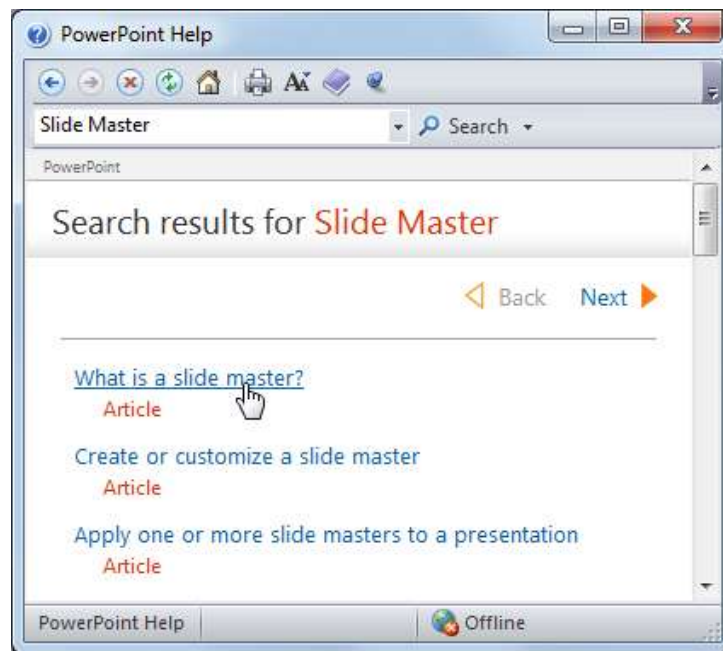 PowerPoint Help
Slide Master
Search
PowerPoint
Search results for Slide Master
Back Next
What is a slide master?
Article
Create or customize a slide master
Article
Apply one or more slide masters to a presentation
Article
PowerPoint Help
Offline